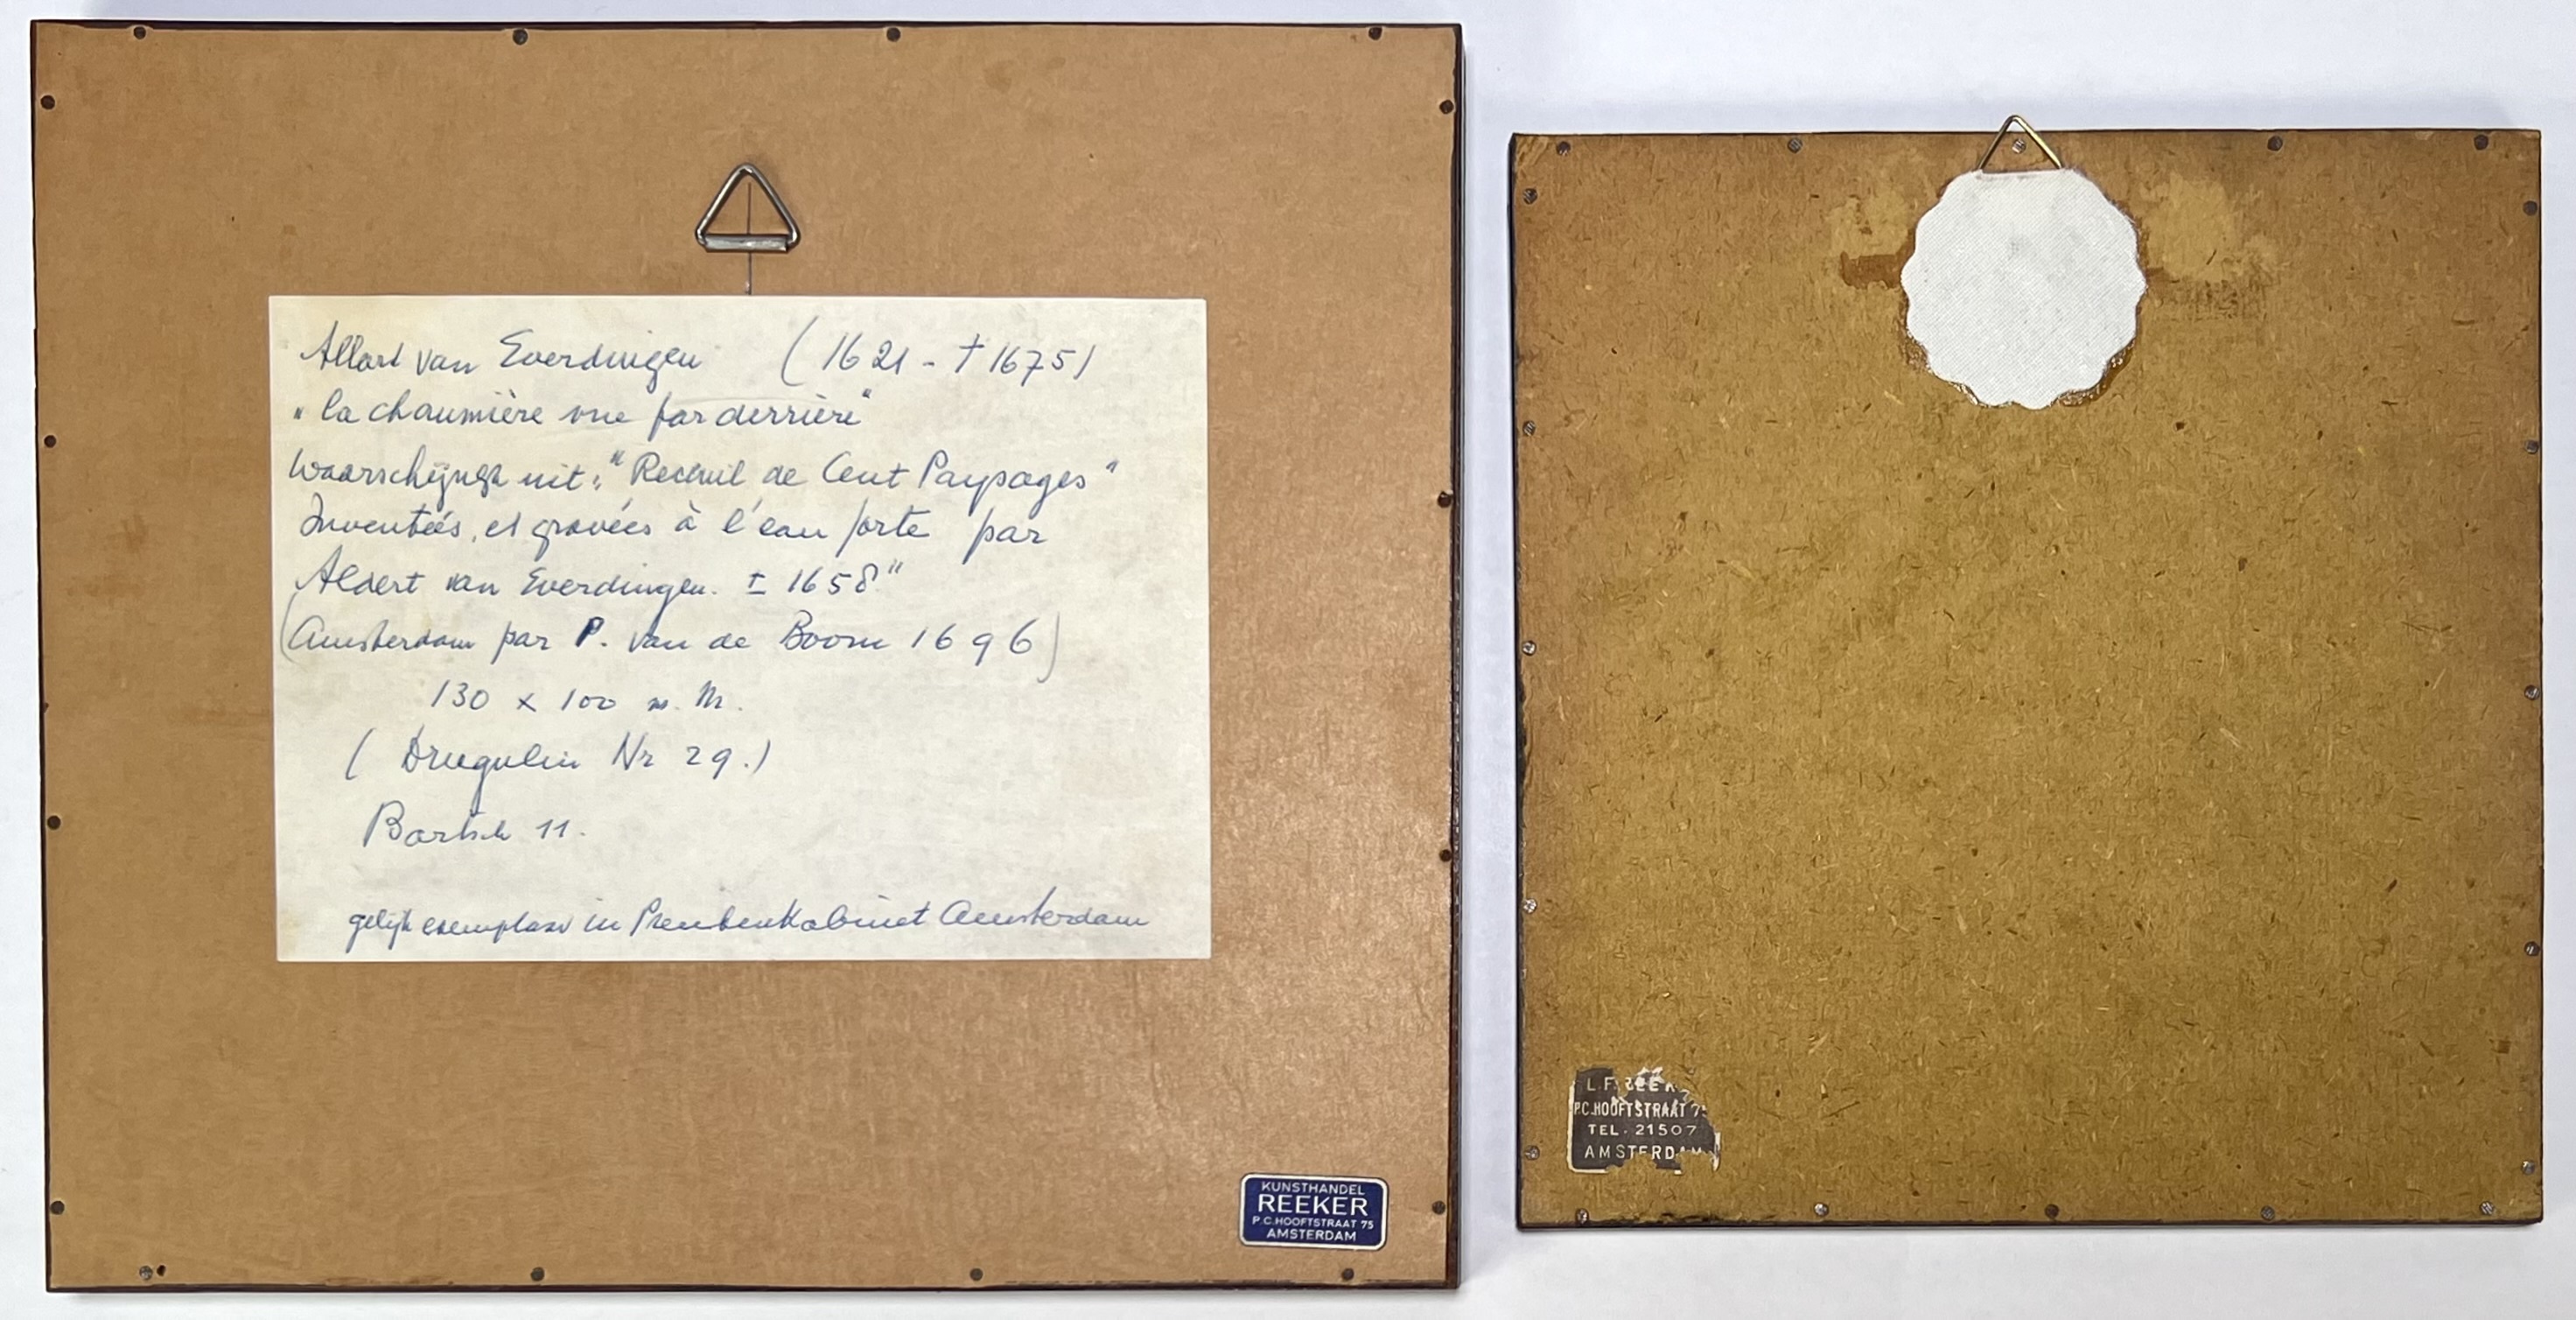 Allart van Everdingen (1621 - † 1675)
"la chaumière vue par derrière"
Waarschijnlijk uit: "Receuil de Cent Paysages"
Inventées, et gravées à l'eau forte par
Aldert van Everdingen. ± 1658"
(Amsterdam par P. van de Boom 1696)
130 x 100 m.M.
(Drugulin Nr 29.)
Bartsch 11.
gelijk exemplaar in Prentenkabinet Amsterdam
KUNSTHANDEL
REEKER
P.C.HOOFTSTRAAT 75
AMSTERDAM
L.F.
P.C.HOOFTSTRAAT 75
TEL. 21507
AMSTERDAM